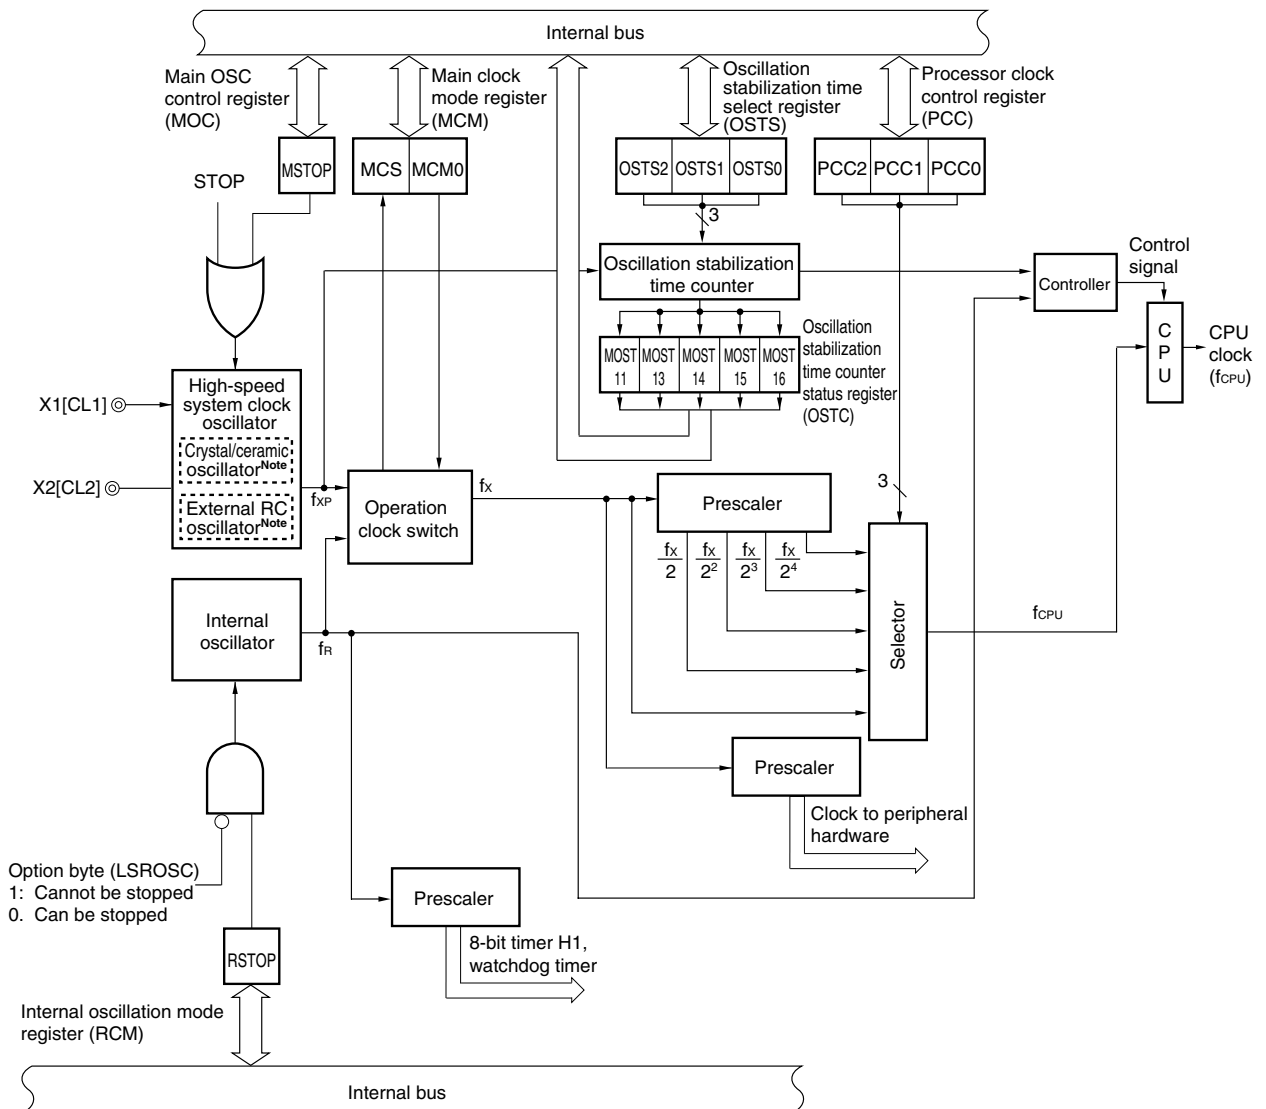 Internal bus
Main OSC
control register
(MOC)
Main clock
mode register
(MCM)
Oscillation
stabilization time
select register
(OSTS)
Processor clock
control register
(PCC)
STOP
MSTOP
MCS
MCM0
OSTS2
OSTS1
OSTS0
PCC2
PCC1
PCC0
3
Oscillation stabilization
time counter
Controller
Control
signal
MOST
11
MOST
13
MOST
14
MOST
15
MOST
16
Oscillation
stabilization
time counter
status register
(OSTC)
C
P
U
CPU
clock
(fCPU)
X1[CL1]
X2[CL2]
High-speed
system clock
oscillator
Crystal/ceramic
oscillatorNote
External RC
oscillatorNote
fXP
Operation
clock switch
fX
Prescaler
3
fX
2
fX
2²
fX
2³
fX
2⁴
Selector
fCPU
Internal
oscillator
fR
Prescaler
Clock to peripheral
hardware
Option byte (LSROSC)
1: Cannot be stopped
0. Can be stopped
Prescaler
8-bit timer H1,
watchdog timer
RSTOP
Internal oscillation mode
register (RCM)
Internal bus